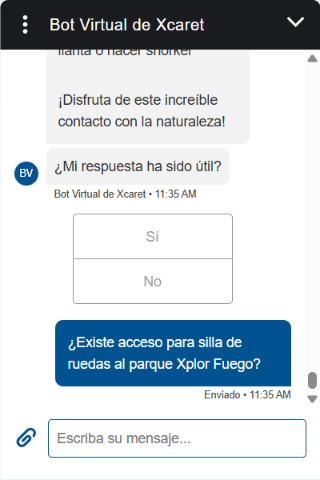 Bot Virtual de Xcaret
llanta o hacer snorkel
¡Disfruta de este increíble
contacto con la naturaleza!
¿Mi respuesta ha sido útil?
BV
Bot Virtual de Xcaret • 11:35 AM
Sí
No
¿Existe acceso para silla de
ruedas al parque Xplor Fuego?
Enviado • 11:35 AM
Escriba su mensaje...